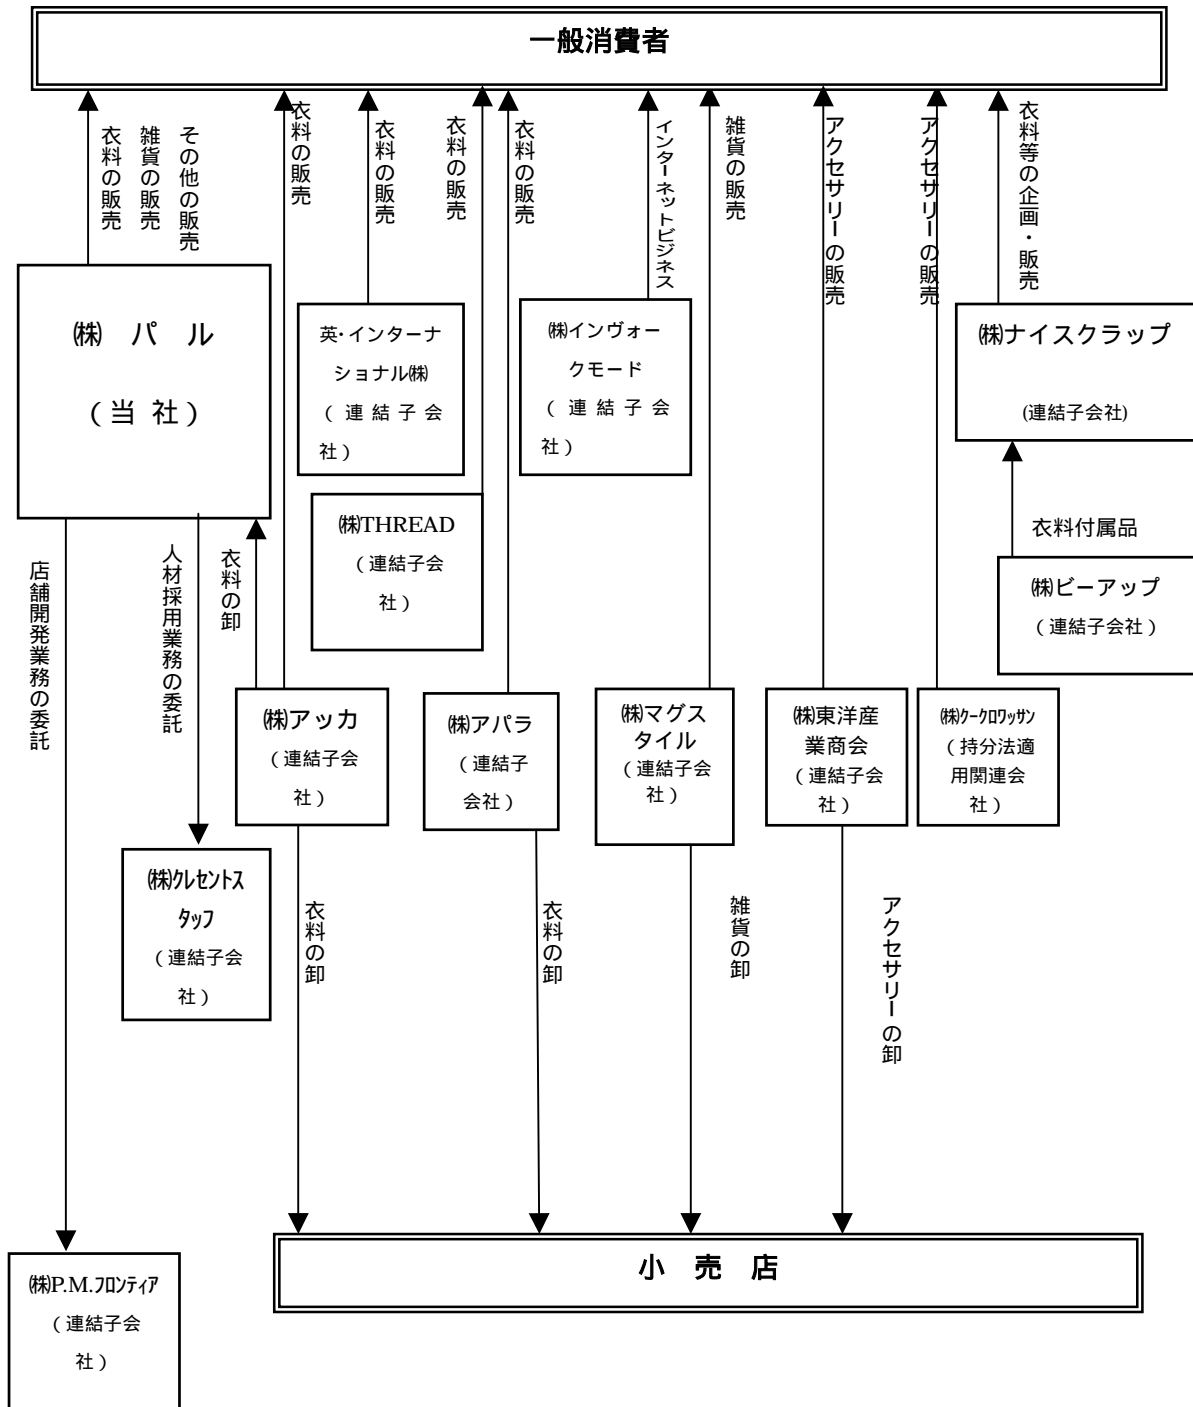 一般消費者
衣料の販売
雑貨の販売
その他の販売
衣料の販売
衣料の販売
衣料の販売
衣料の販売
インターネットビジネス
雑貨の販売
アクセサリーの販売
アクセサリーの販売
衣料等の企画・販売
㈱ パ ル
(当 社)
英・インターナ
ショナル㈱
(連結子会
社)
㈱インヴォー
クモード
(連結子会
社)
㈱ナイスクラップ
(連結子会社)
㈱THREAD
(連結子会
社)
衣料付属品
㈱ビーアップ
(連結子会社)
店舗開発業務の委託
人材採用業務の委託
衣料の卸
㈱アッカ
(連結子会
社)
㈱アパラ
(連結子
会社)
㈱マグス
タイル
(連結子会
社)
㈱東洋産
業商会
(連結子会
社)
㈱クークロワッサン
(持分法適
用関連会
社)
㈱クレセントス
タッフ
(連結子会
社)
衣料の卸
衣料の卸
雑貨の卸
アクセサリーの卸
小 売 店
㈱P.M.フロンティア
(連結子会
社)